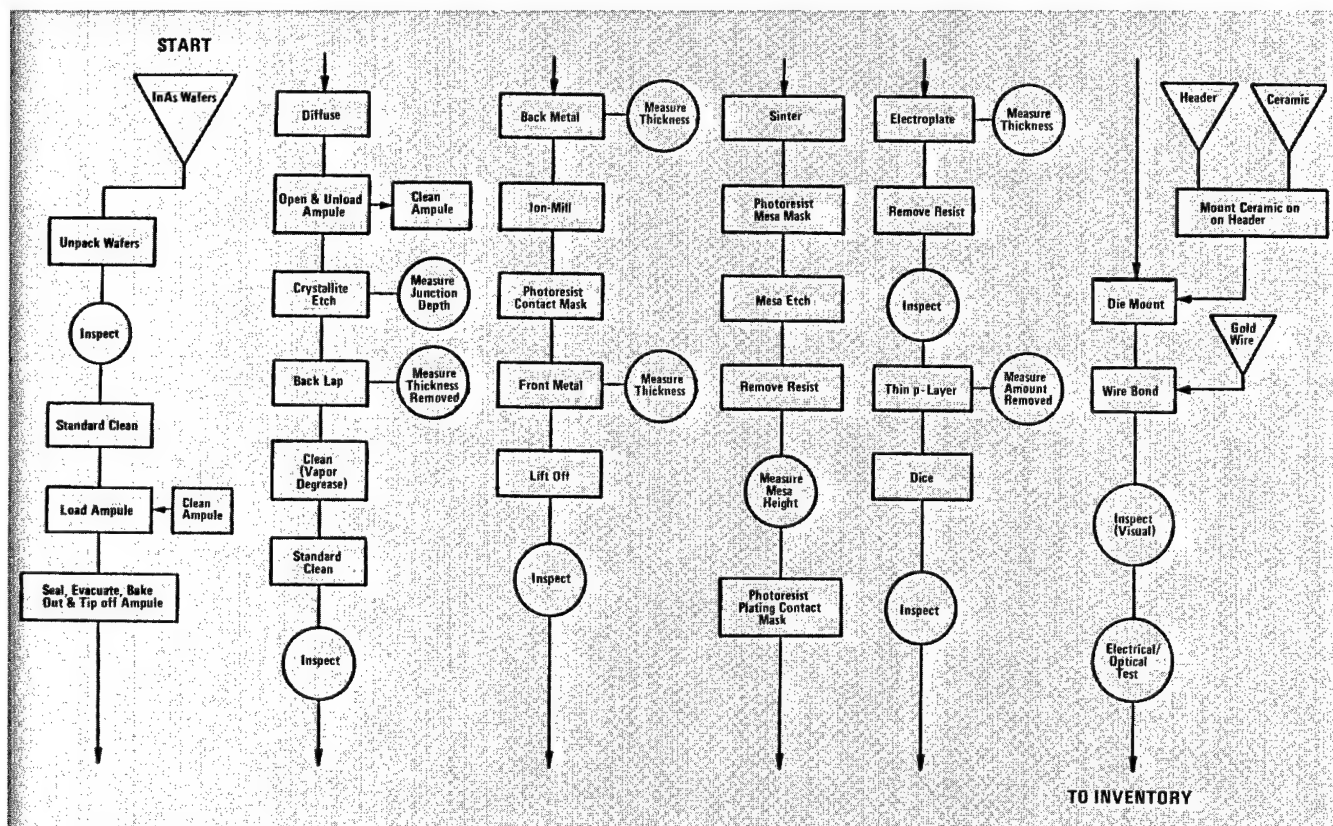 START
InAs Wafers
Unpack Wafers
Inspect
Standard Clean
Load Ampule
Clean
Ampule
Seal, Evacuate, Bake
Out & Tip off Ampule
Diffuse
Open & Unload
Ampule
Clean
Ampule
Crystallite
Etch
Measure
Junction
Depth
Back Lap
Measure
Thickness
Removed
Clean
(Vapor
Degrease)
Standard
Clean
Inspect
Back Metal
Measure
Thickness
Ion-Mill
Photoresist
Contact Mask
Front Metal
Measure
Thickness
Lift Off
Inspect
Sinter
Photoresist
Mesa Mask
Mesa Etch
Remove Resist
Measure
Mesa
Height
Photoresist
Plating Contact
Mask
Electroplate
Measure
Thickness
Remove Resist
Inspect
Thin p-Layer
Measure
Amount
Removed
Dice
Inspect
Header
Ceramic
Mount Ceramic on
on Header
Die Mount
Gold
Wire
Wire Bond
Inspect
(Visual)
Electrical/
Optical
Test
TO INVENTORY